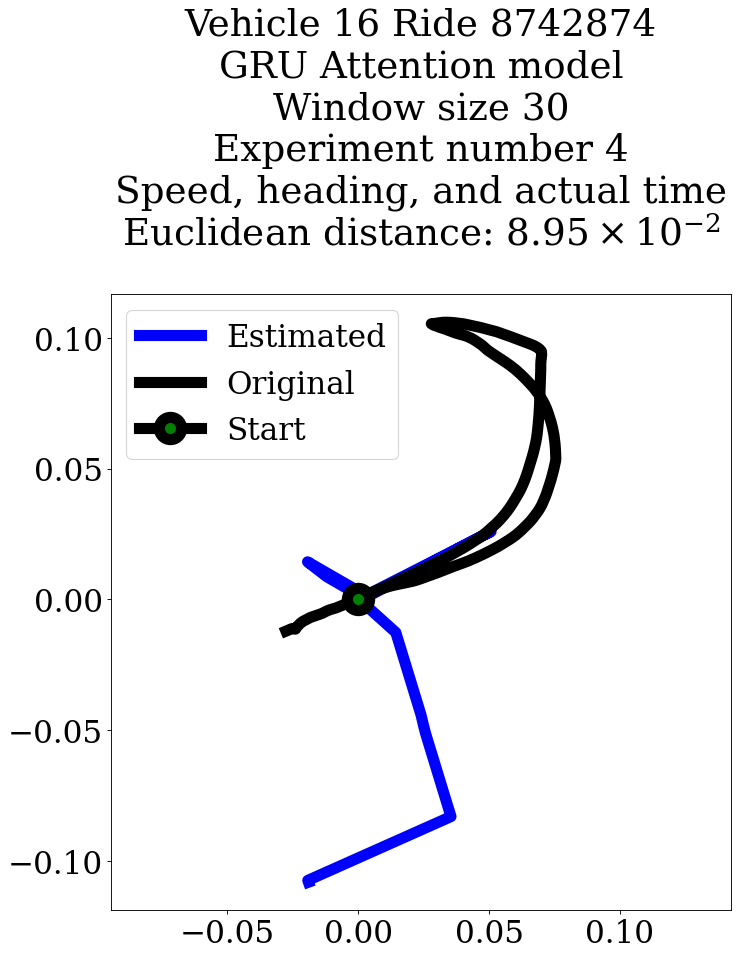 Vehicle 16 Ride 8742874
GRU Attention model
Window size 30
Experiment number 4
Speed, heading, and actual time
Euclidean distance: 8.95 × 10⁻²
Estimated
Original
Start
0.10
0.05
0.00
−0.05
−0.10
−0.05 0.00 0.05 0.10